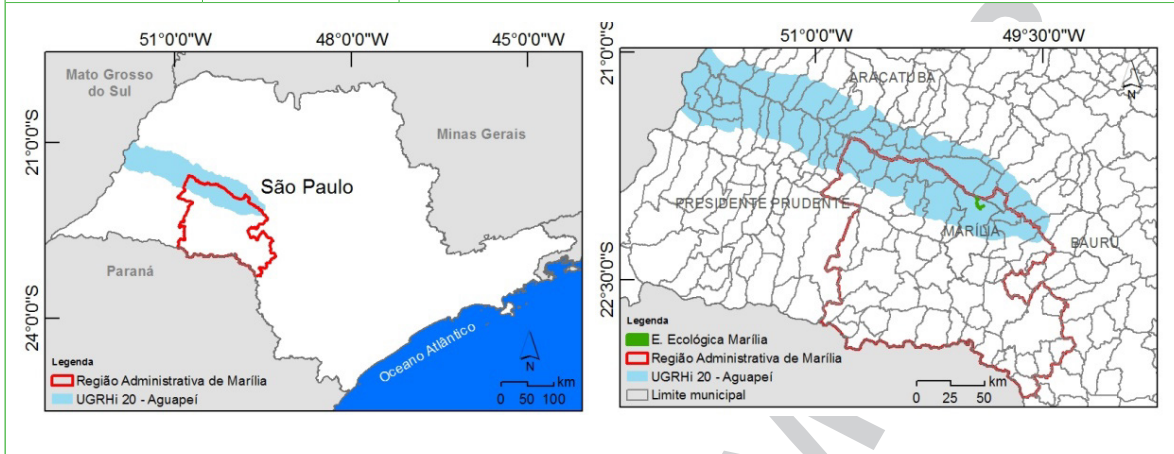 51°0'0"W
48°0'0"W
45°0'0"W
21°0'0"S
24°0'0"S
Mato Grosso
do Sul
Minas Gerais
São Paulo
Paraná
Oceano Atlântico
N
Legenda
Região Administrativa de Marília
UGRHi 20 - Aguapeí
km
0 50 100
51°0'0"W
49°30'0"W
21°0'0"S
22°30'0"S
ARAÇATUBA
N
PRESIDENTE PRUDENTE
MARÍLIA
BAURU
Legenda
E. Ecológica Marília
Região Administrativa de Marília
UGRHi 20 - Aguapeí
Limite municipal
km
0 25 50